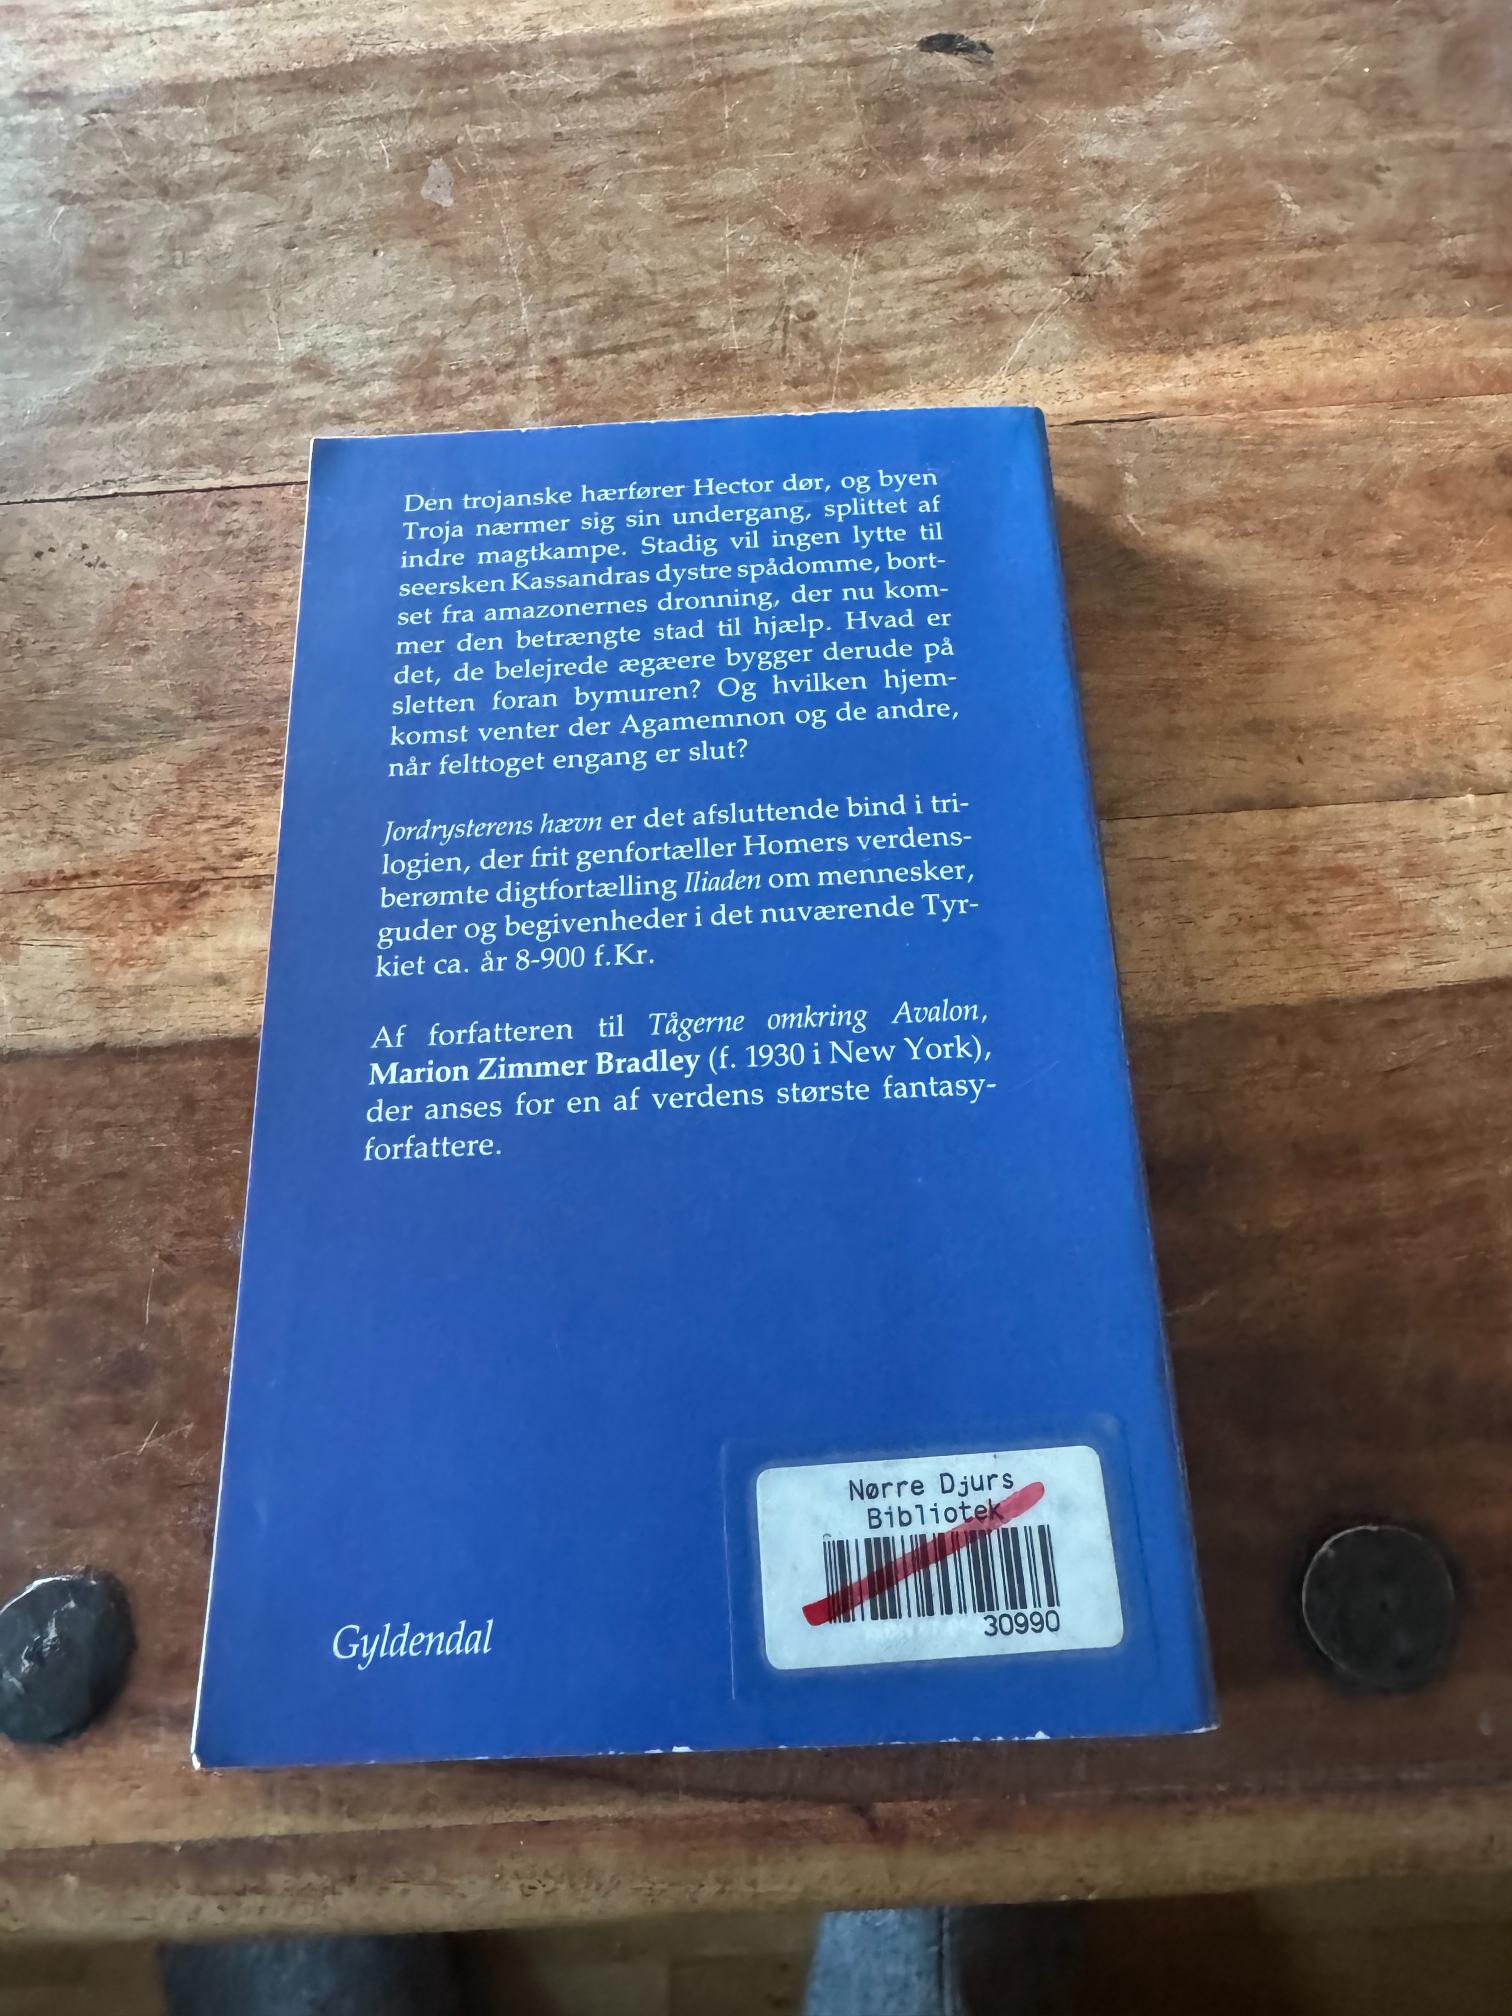 Den trojanske hærfører Hector dør, og byen
Troja nærmer sig sin undergang, splittet af
indre magtkampe. Stadig vil ingen lytte til
seersken Kassandras dystre spådomme, bort-
set fra amazonernes dronning, der nu kom-
mer den betrængte stad til hjælp. Hvad er
det, de belejrede ægæere bygger derude på
sletten foran bymuren? Og hvilken hjem-
komst venter der Agamemnon og de andre,
når felttoget engang er slut?
Jordrysterens hævn er det afsluttende bind i tri-
logien, der frit genfortæller Homers verdens-
berømte digtfortælling Iliaden om mennesker,
guder og begivenheder i det nuværende Tyr-
kiet ca. år 8-900 f.Kr.
Af forfatteren til Tågerne omkring Avalon,
Marion Zimmer Bradley (f. 1930 i New York),
der anses for en af verdens største fantasy-
forfattere.
Gyldendal
Nørre Djurs
Bibliotek
30990